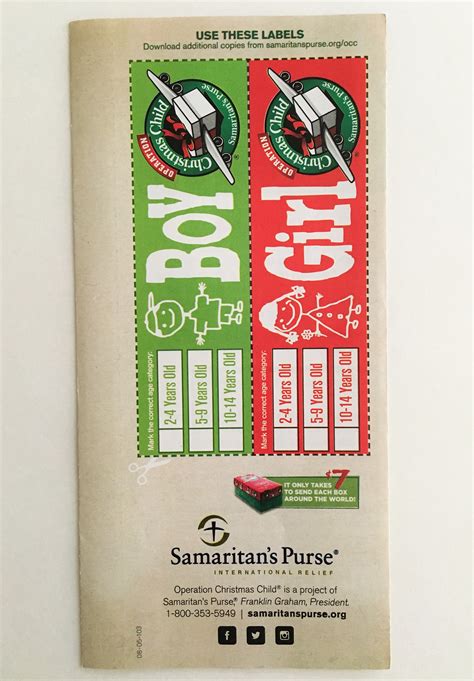 USE THESE LABELS
Download additional copies from samaritanspurse.org/occ
OPERATION
Christmas Child
Samaritan's Purse
Boy
Mark the correct age category:
2-4 Years Old
5-9 Years Old
10-14 Years Old
OPERATION
Christmas Child
Samaritan's Purse
Girl
Mark the correct age category:
2-4 Years Old
5-9 Years Old
10-14 Years Old
IT ONLY TAKES $7
TO SEND EACH BOX
AROUND THE WORLD!
Samaritan's Purse®
INTERNATIONAL RELIEF
Operation Christmas Child® is a project of
Samaritan's Purse,® Franklin Graham, President.
1-800-353-5949 | samaritanspurse.org
08-05-103